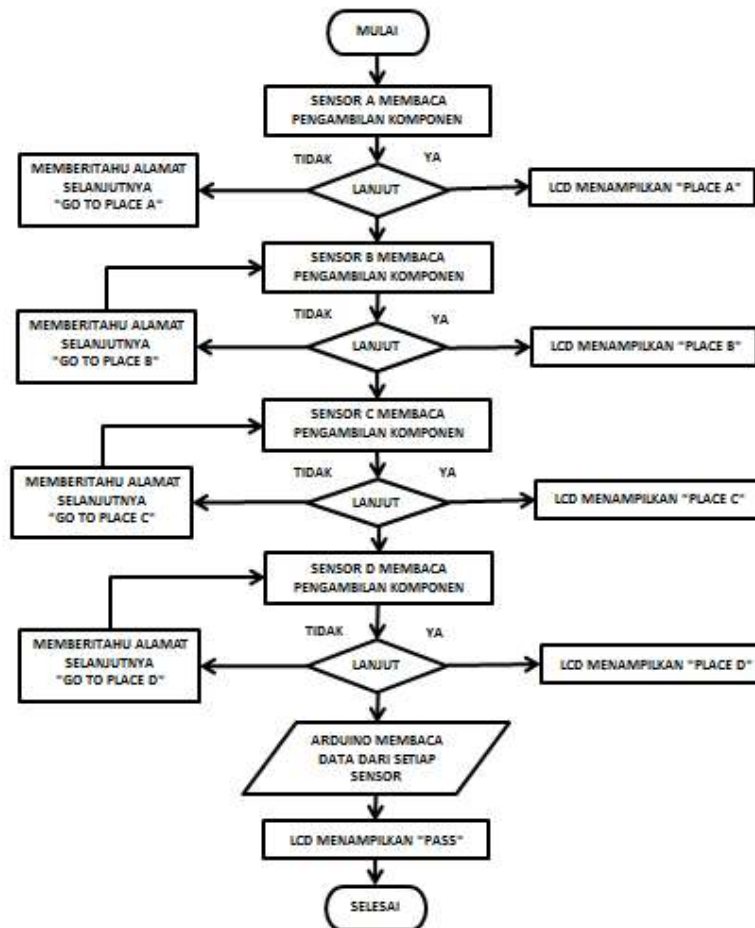 MULAI
SENSOR A MEMBACA
PENGAMBILAN KOMPONEN
TIDAK
YA
MEMBERITAHU ALAMAT
SELANJUTNYA
"GO TO PLACE A"
LANJUT
LCD MENAMPILKAN "PLACE A"
SENSOR B MEMBACA
PENGAMBILAN KOMPONEN
TIDAK
YA
MEMBERITAHU ALAMAT
SELANJUTNYA
"GO TO PLACE B"
LANJUT
LCD MENAMPILKAN "PLACE B"
SENSOR C MEMBACA
PENGAMBILAN KOMPONEN
TIDAK
YA
MEMBERITAHU ALAMAT
SELANJUTNYA
"GO TO PLACE C"
LANJUT
LCD MENAMPILKAN "PLACE C"
SENSOR D MEMBACA
PENGAMBILAN KOMPONEN
TIDAK
YA
MEMBERITAHU ALAMAT
SELANJUTNYA
"GO TO PLACE D"
LANJUT
LCD MENAMPILKAN "PLACE D"
ARDUINO MEMBACA
DATA DARI SETIAP
SENSOR
LCD MENAMPILKAN "PASS"
SELESAI